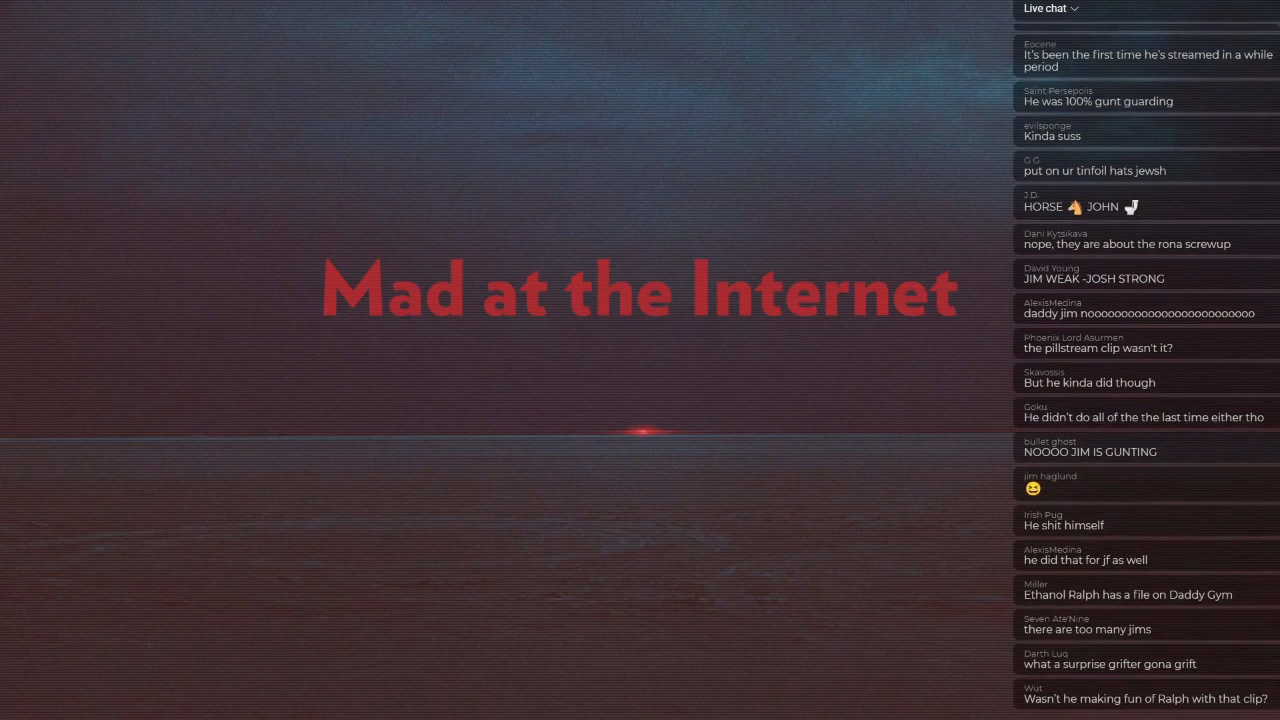 Live chat
Eocene
It's been the first time he's streamed in a while
period
Saint Persepolis
He was 100% gunt guarding
evilsponge
Kinda suss
G G
put on ur tinfoil hats jewsh
J.D.
HORSE 🐴 JOHN 🚽
Dani Kytsikava
nope, they are about the rona screwup
David Young
JIM WEAK -JOSH STRONG
AlexisMedina
daddy jim nooooooooooooooooooooooooo
Phoenix Lord Asurmen
the pillstream clip wasn't it?
Skavossis
But he kinda did though
Goku
He didn't do all of the the last time either tho
bullet ghost
NOOOO JIM IS GUNTING
jim haglund
😆
Irish Pug
He shit himself
AlexisMedina
he did that for jf as well
Miller
Ethanol Ralph has a file on Daddy Gym
Seven Ate'Nine
there are too many jims
Darth Luq
what a surprise grifter gona grift
Wut
Wasn't he making fun of Ralph with that clip?
Mad at the Internet